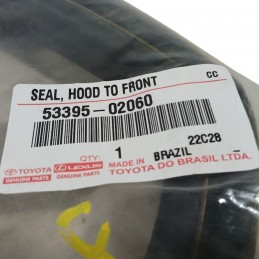 SEAL, HOOD TO FRONT
CC
53395-02060
22C28
TOYOTA LEXUS
GENUINE PARTS GENUINE PARTS
QTY:
1
MADE IN BRAZIL
TOYOTA DO BRASIL LTDA.